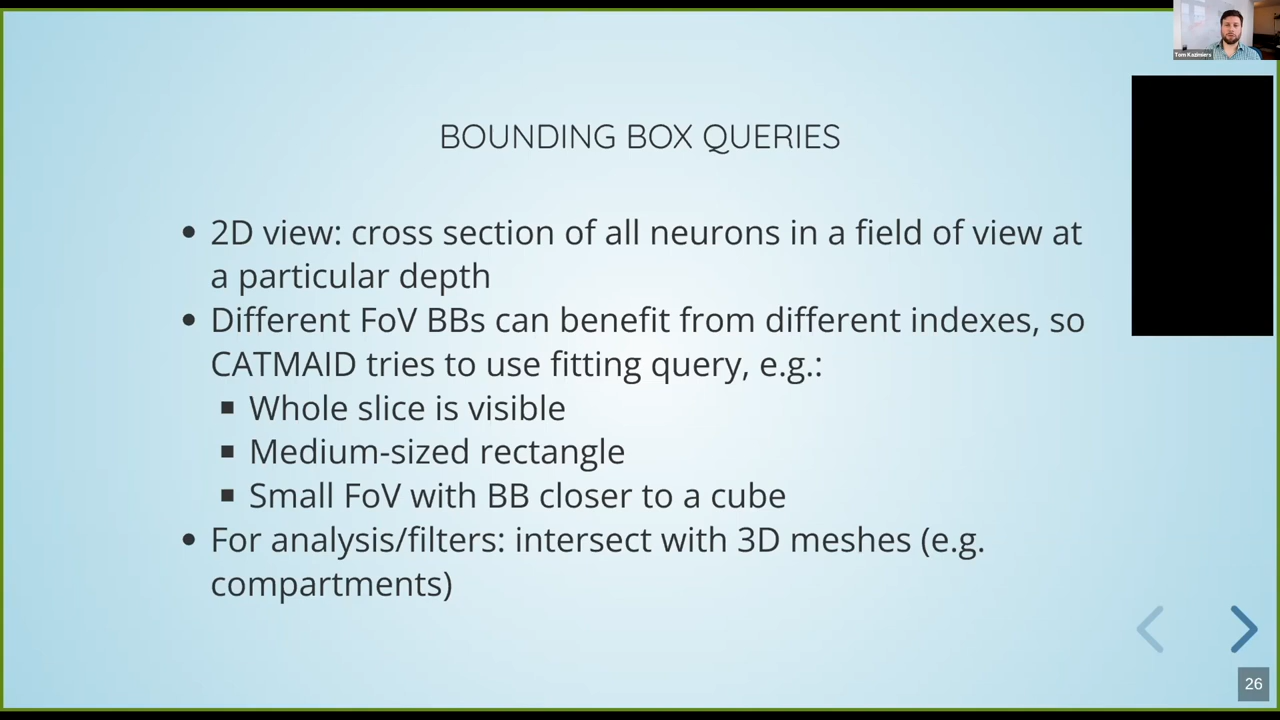 Tom Kazimiers
BOUNDING BOX QUERIES
• 2D view: cross section of all neurons in a field of view at
a particular depth
• Different FoV BBs can benefit from different indexes, so
CATMAID tries to use fitting query, e.g.:
▪ Whole slice is visible
▪ Medium-sized rectangle
▪ Small FoV with BB closer to a cube
• For analysis/filters: intersect with 3D meshes (e.g.
compartments)
26